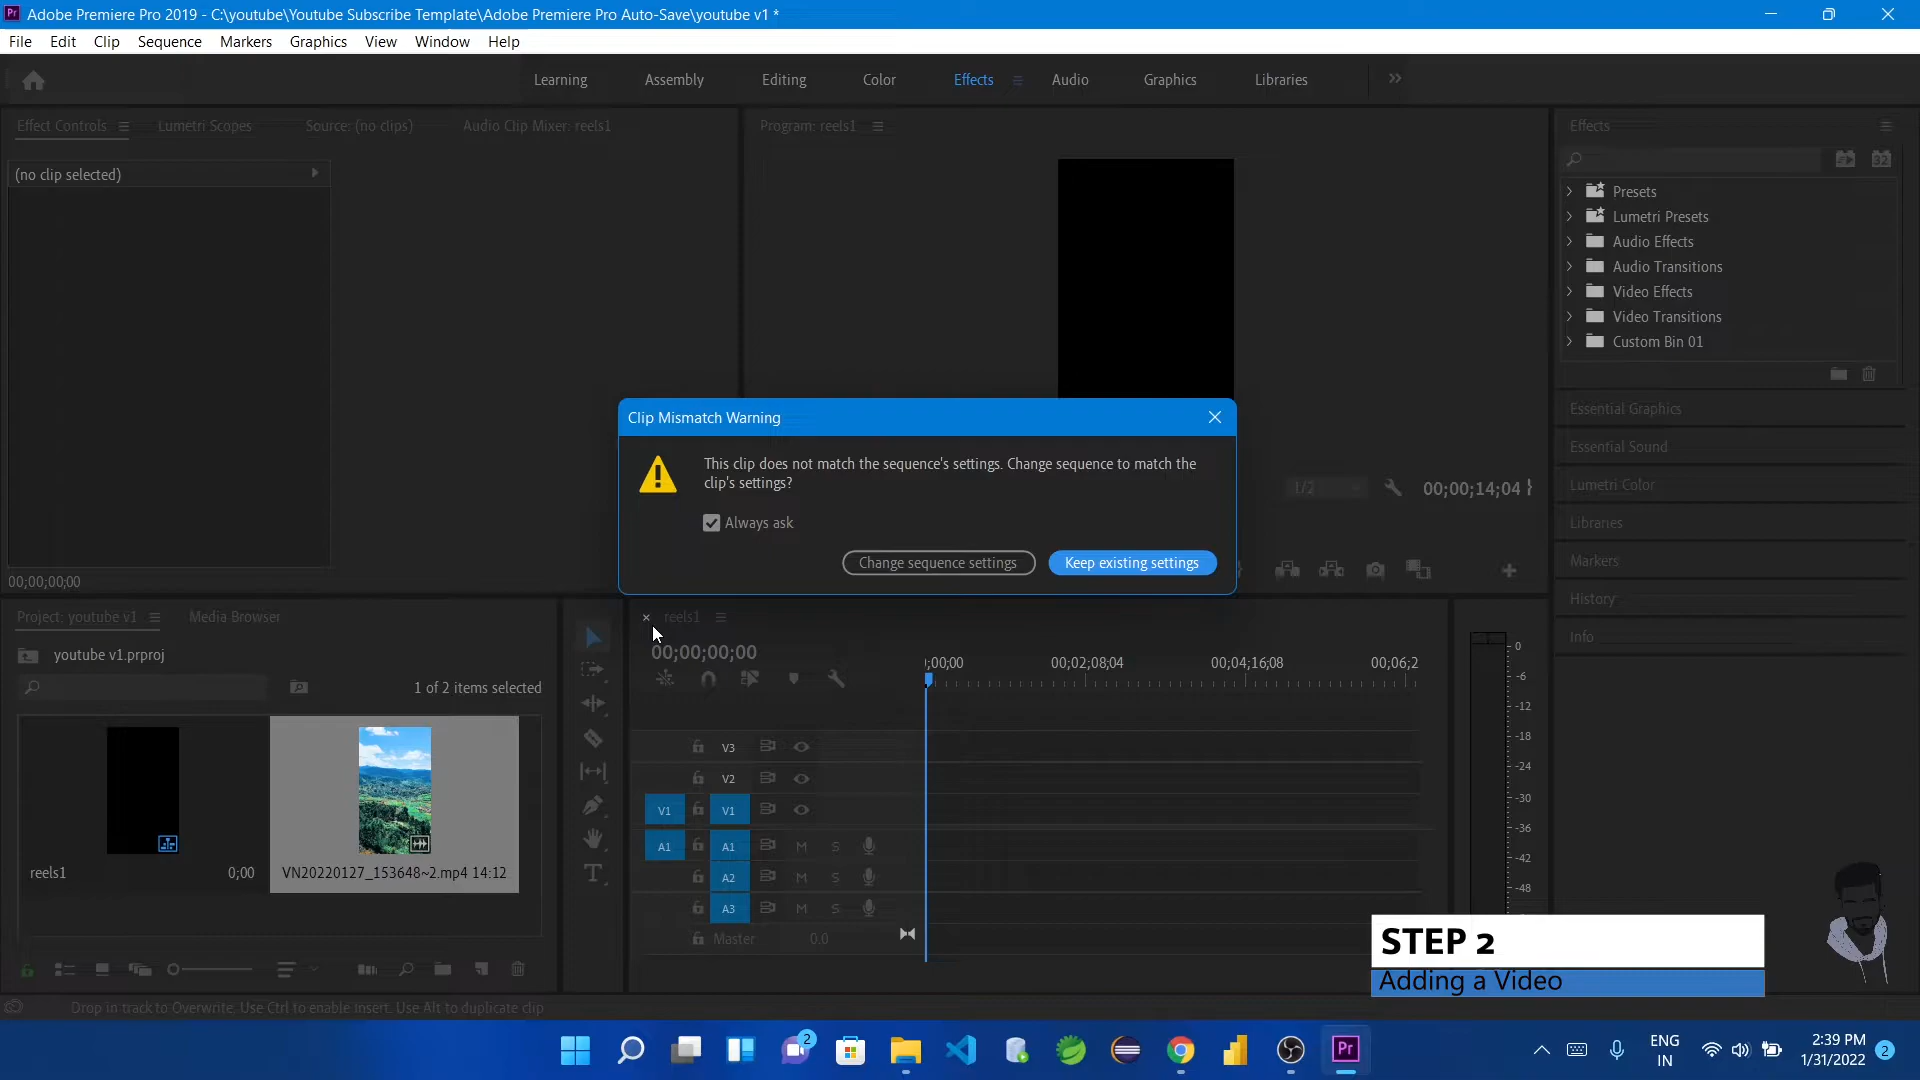 Adobe Premiere Pro 2019 - C:\youtube\Youtube Subscribe Template\Adobe Premiere Pro Auto-Save\youtube v1 *
File Edit Clip Sequence Markers Graphics View Window Help
Learning Assembly Editing Color Effects Audio Graphics Libraries
Effect Controls Lumetri Scopes Source: (no clips) Audio Clip Mixer: reels1
Program: reels1
Effects
(no clip selected)
Presets
Lumetri Presets
Audio Effects
Audio Transitions
Video Effects
Video Transitions
Custom Bin 01
Essential Graphics
Essential Sound
Lumetri Color
Libraries
Markers
History
Info
Clip Mismatch Warning
This clip does not match the sequence's settings. Change sequence to match the
clip's settings?
Always ask
Change sequence settings Keep existing settings
1/2 00;00;14;04
00;00;00;00
Project: youtube v1 Media Browser
youtube v1.prproj
1 of 2 items selected
reels1 0;00
VN20220127_153648~2.mp4 14:12
reels1
00;00;00;00
;00;00 00;02;08;04 00;04;16;08 00;06;2
V3
V2
V1 V1
A1 A1 M S
A2 M S
A3 M S
Master 0.0
0
-6
-12
-18
-24
-30
-36
-42
-48
STEP 2
Adding a Video
Drop in track to Overwrite. Use Ctrl to enable Insert. Use Alt to duplicate clip
2
Pr
ENG
IN
2:39 PM
1/31/2022
2